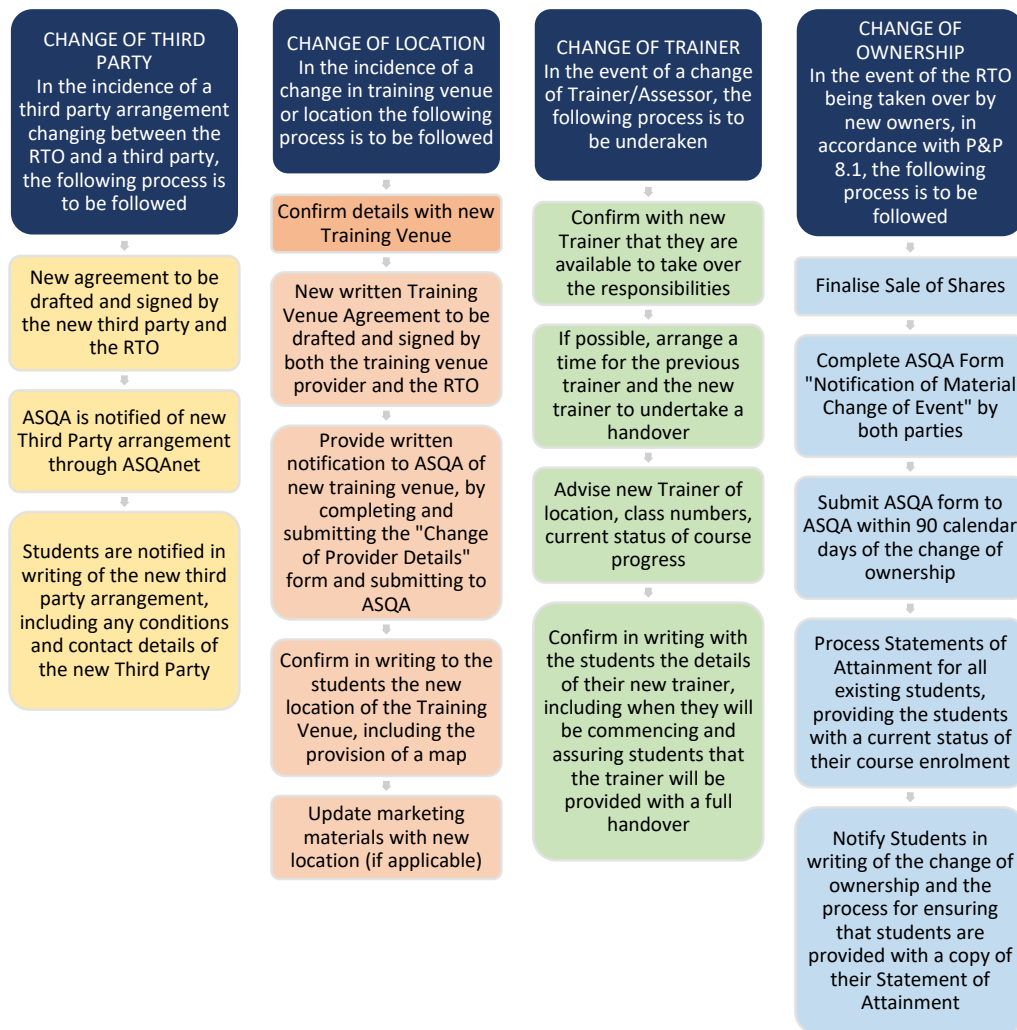 CHANGE OF THIRD
PARTY
In the incidence of a
third party arrangement
changing between the
RTO and a third party,
the following process is
to be followed
New agreement to be
drafted and signed by
the new third party and
the RTO
ASQA is notified of new
Third Party arrangement
through ASQAnet
Students are notified in
writing of the new third
party arrangement,
including any conditions
and contact details of
the new Third Party
CHANGE OF LOCATION
In the incidence of a
change in training venue
or location the following
process is to be followed
Confirm details with new
Training Venue
New written Training
Venue Agreement to be
drafted and signed by
both the training venue
provider and the RTO
Provide written
notification to ASQA of
new training venue, by
completing and
submitting the "Change
of Provider Details"
form and submitting to
ASQA
Confirm in writing to the
students the new
location of the Training
Venue, including the
provision of a map
Update marketing
materials with new
location (if applicable)
CHANGE OF TRAINER
In the event of a change
of Trainer/Assessor, the
following process is to
be underaken
Confirm with new
Trainer that they are
available to take over
the responsibilities
If possible, arrange a
time for the previous
trainer and the new
trainer to undertake a
handover
Advise new Trainer of
location, class numbers,
current status of course
progress
Confirm in writing with
the students the details
of their new trainer,
including when they will
be commencing and
assuring students that
the trainer will be
provided with a full
handover
CHANGE OF
OWNERSHIP
In the event of the RTO
being taken over by
new owners, in
accordance with P&P
8.1, the following
process is to be
followed
Finalise Sale of Shares
Complete ASQA Form
"Notification of Material
Change of Event" by
both parties
Submit ASQA form to
ASQA within 90 calendar
days of the change of
ownership
Process Statements of
Attainment for all
existing students,
providing the students
with a current status of
their course enrolment
Notify Students in
writing of the change of
ownership and the
process for ensuring
that students are
provided with a copy of
their Statement of
Attainment